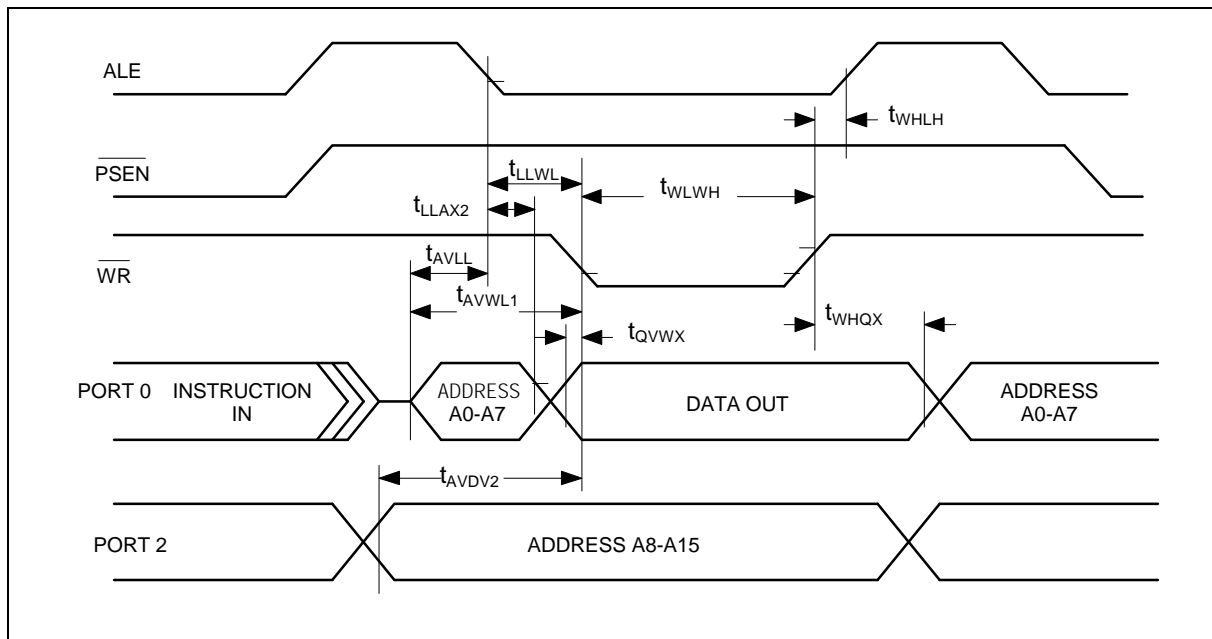 ALE
tWHLH
PSEN
tLLWL
tWLWH
tLLAX2
WR
tAVLL
tAVWL1
tWHQX
tQVWX
PORT 0
INSTRUCTION
IN
ADDRESS
A0-A7
DATA OUT
ADDRESS
A0-A7
tAVDV2
PORT 2
ADDRESS A8-A15